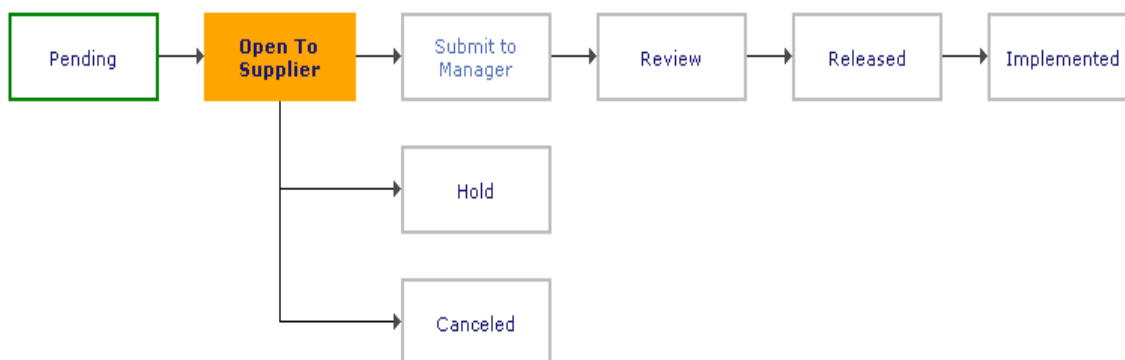 Pending
Open To
Supplier
Submit to
Manager
Review
Released
Implemented
Hold
Canceled